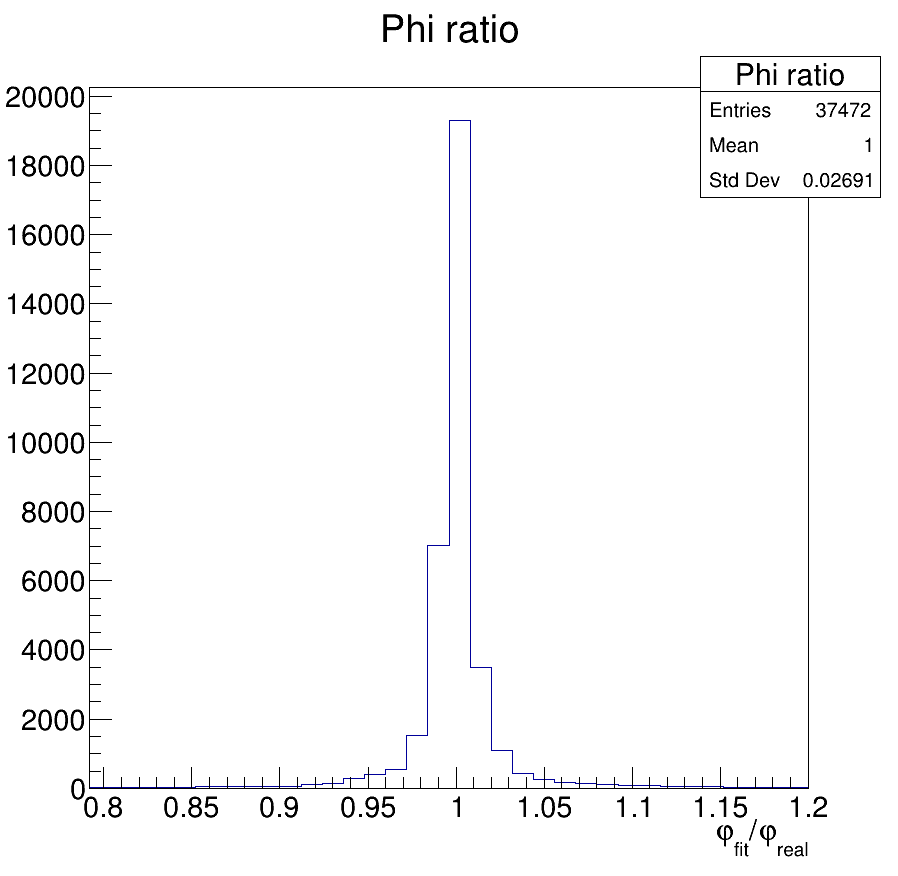 Phi ratio
Phi ratio
Entries 37472
Mean 1
Std Dev 0.02691
20000
18000
16000
14000
12000
10000
8000
6000
4000
2000
0
0.8 0.85 0.9 0.95 1 1.05 1.1 1.15 1.2
φfit/φreal